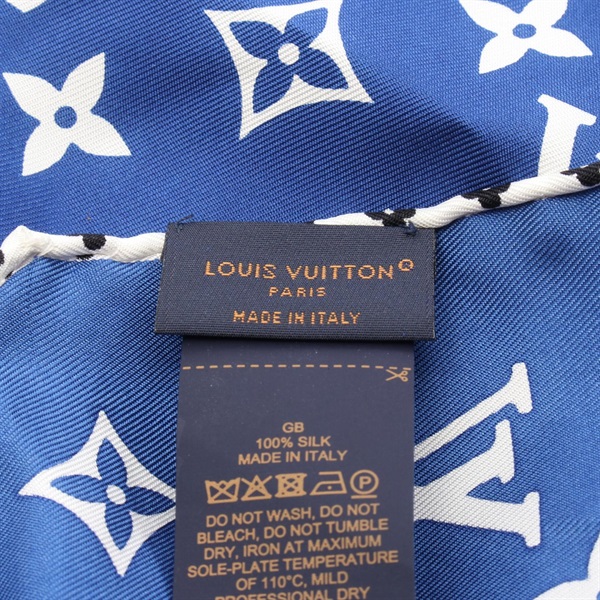 LOUIS VUITTON®
PARIS
MADE IN ITALY
GB
100% SILK
MADE IN ITALY
DO NOT WASH, DO NOT
BLEACH, DO NOT TUMBLE
DRY, IRON AT MAXIMUM
SOLE-PLATE TEMPERATURE
OF 110°C, MILD
PROFESSIONAL DRY
LV